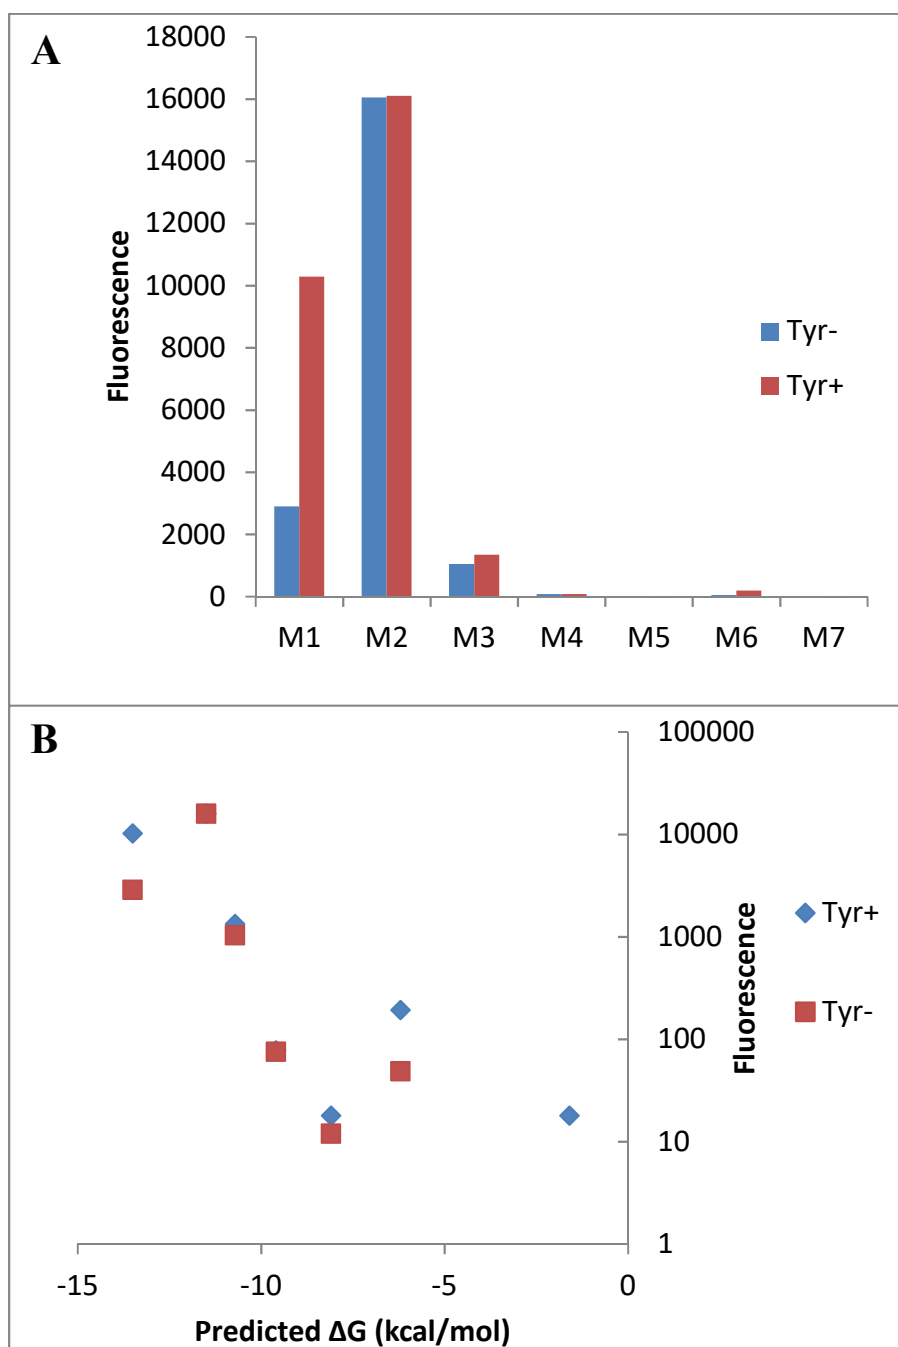 A
18000
16000
14000
12000
10000
8000
6000
4000
2000
0
Fluorescence
M1 M2 M3 M4 M5 M6 M7
Tyr-
Tyr+
B
100000
10000
1000
100
10
1
Fluorescence
Tyr+
Tyr-
-15 -10 -5 0
Predicted ΔG (kcal/mol)